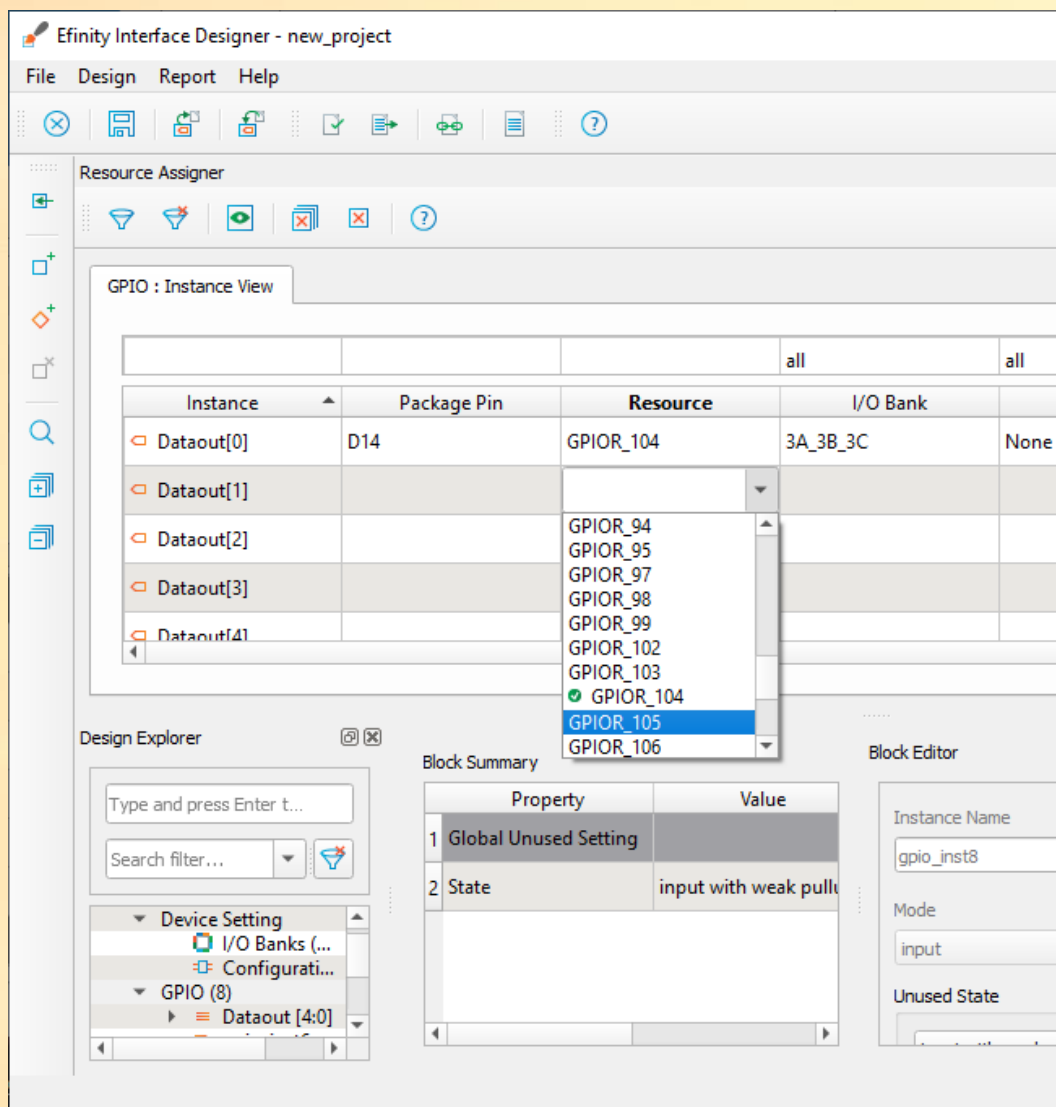 Efinity Interface Designer - new_project
File Design Report Help
Resource Assigner
GPIO : Instance View
all all
Instance Package Pin Resource I/O Bank
Dataout[0] D14 GPIOR_104 3A_3B_3C None
Dataout[1]
Dataout[2]
Dataout[3]
Dataout[4]
GPIOR_94
GPIOR_95
GPIOR_97
GPIOR_98
GPIOR_99
GPIOR_102
GPIOR_103
GPIOR_104
GPIOR_105
GPIOR_106
Design Explorer
Type and press Enter t...
Search filter...
Device Setting
I/O Banks (...
Configurati...
GPIO (8)
Dataout [4:0]
Block Summary
Property Value
1 Global Unused Setting
2 State input with weak pullu
Block Editor
Instance Name
gpio_inst8
Mode
input
Unused State